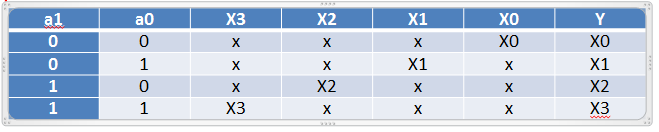 a1 a0 X3 X2 X1 X0 Y
0 0 x x x X0 X0
0 1 x x X1 x X1
1 0 x X2 x x X2
1 1 X3 x x x X3